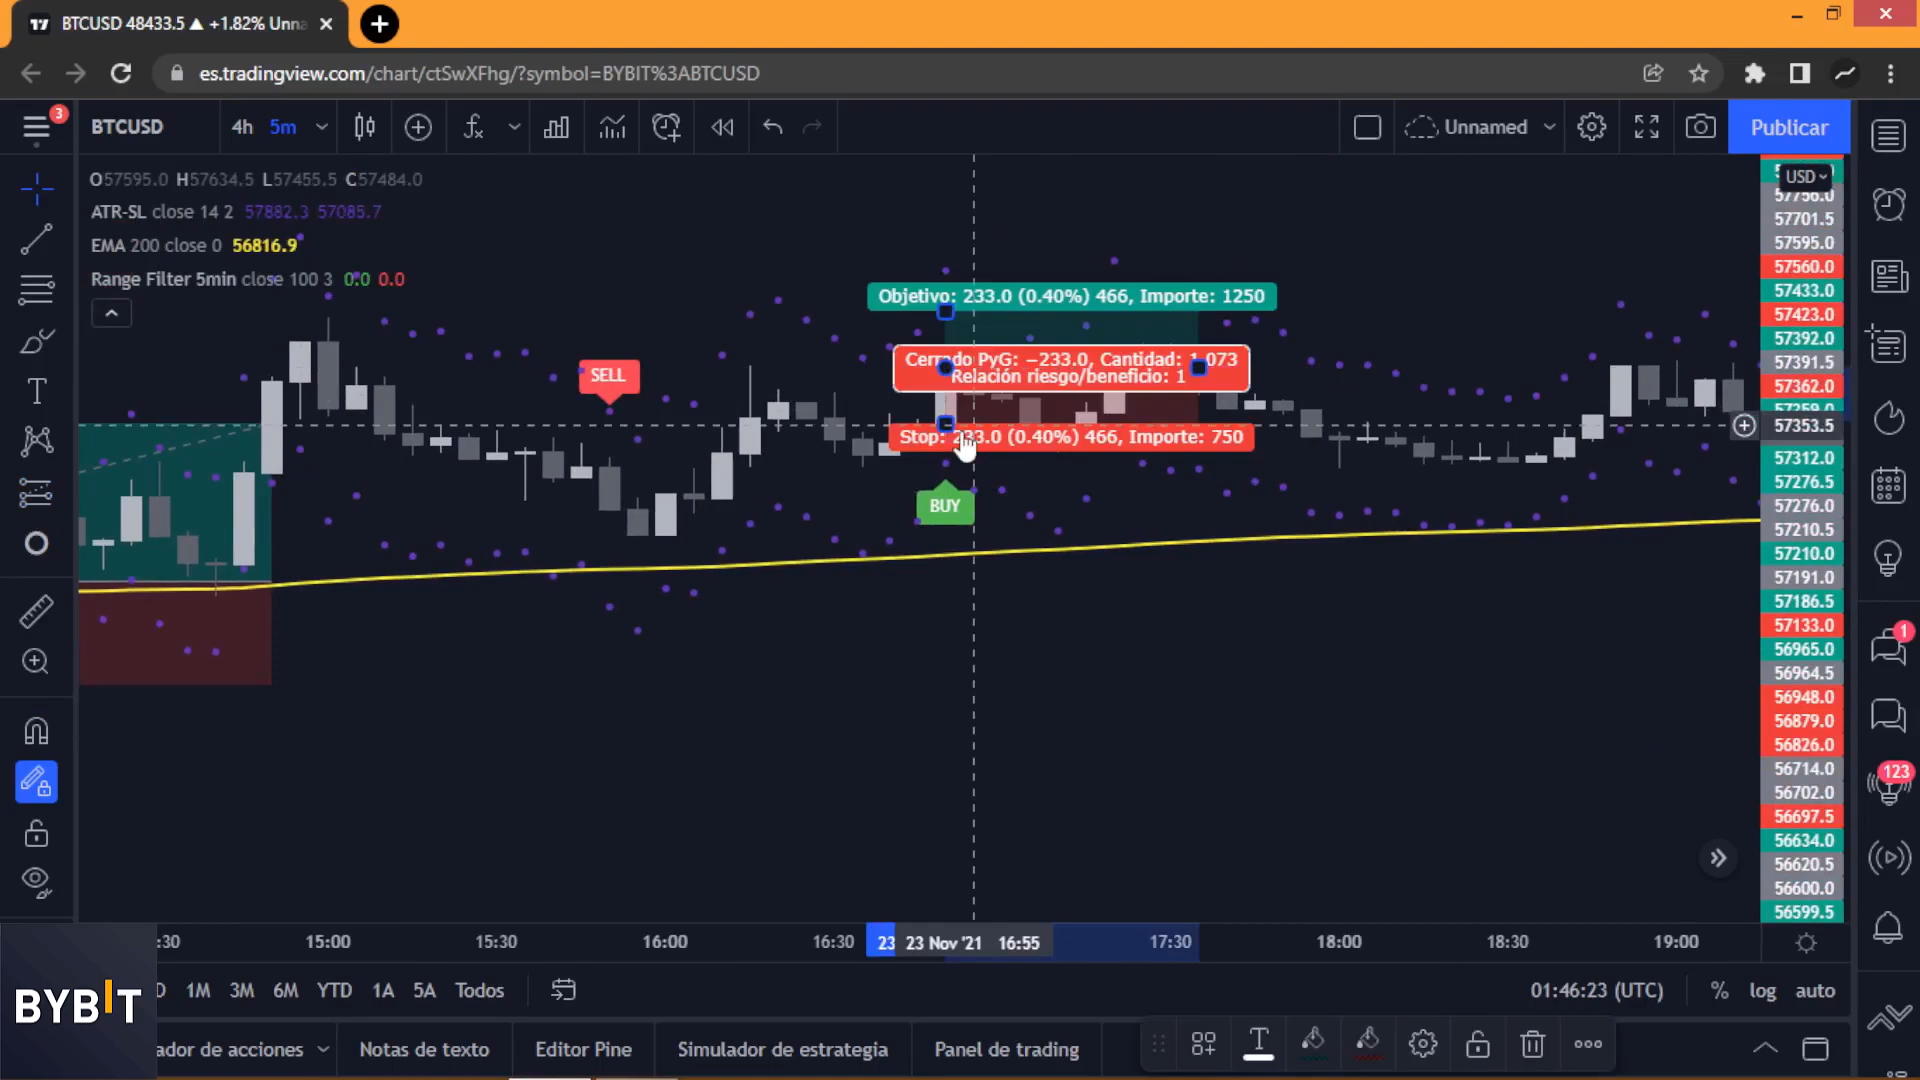 BTCUSD 48433.5 ▲ +1.82% Unna
es.tradingview.com/chart/ctSwXFhg/?symbol=BYBIT%3ABTCUSD
3
BTCUSD
4h
5m
Unnamed
Publicar
O57595.0 H57634.5 L57455.5 C57484.0
ATR-SL close 14 2 57882.3 57085.7
EMA 200 close 0 56816.9
Range Filter 5min close 100 3 0.0 0.0
USD
57756.0
57701.5
57595.0
57560.0
57433.0
57423.0
57392.0
57391.5
57362.0
57259.0
57353.5
57312.0
57276.5
57276.0
57210.5
57210.0
57191.0
57186.5
57133.0
56965.0
56964.5
56948.0
56879.0
56826.0
56714.0
56702.0
56697.5
56634.0
56620.5
56600.0
56599.5
Objetivo: 233.0 (0.40%) 466, Importe: 1250
Cerrado PyG: −233.0, Cantidad: 1.073
Relación riesgo/beneficio: 1
Stop: 233.0 (0.40%) 466, Importe: 750
SELL
BUY
1
123
:30
15:00
15:30
16:00
16:30
23
23 Nov '21 16:55
17:30
18:00
18:30
19:00
BYBIT
D
1M
3M
6M
YTD
1A
5A
Todos
01:46:23 (UTC)
%
log
auto
ador de acciones
Notas de texto
Editor Pine
Simulador de estrategia
Panel de trading